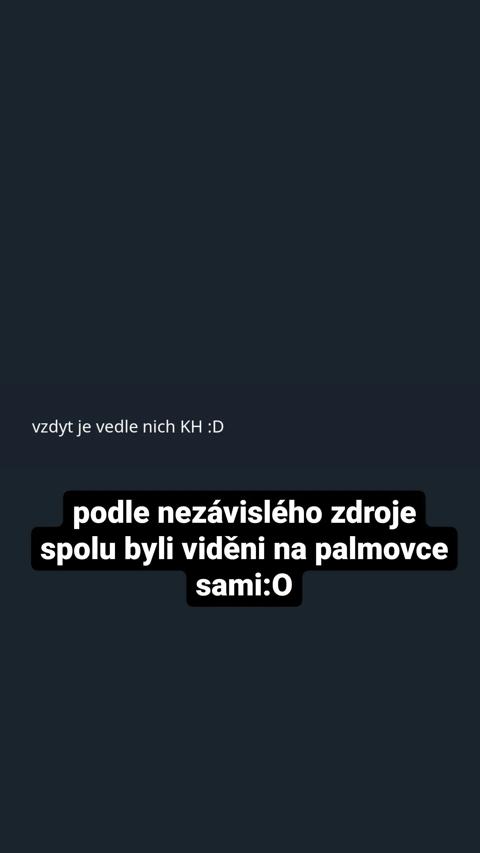 vzdyt je vedle nich KH :D
podle nezávislého zdroje
spolu byli viděni na palmovce
sami:O